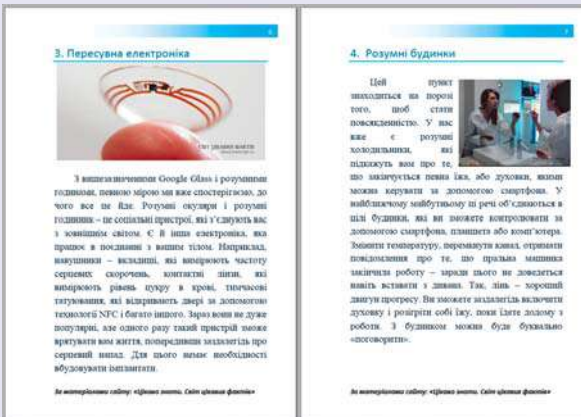 6
3. Пересувна електроніка
З вищезазначеними Google Glass і розумними
годинами, певною мірою ми вже спостерігаємо, до
чого все це йде. Розумні окуляри і розумні
годинник – це соціальні пристрої, які з'єднують вас
з зовнішнім світом. Є й інша електроніка, яка
працює в поєднанні з вашим тілом. Наприклад,
навушники – вкладиші, які вимірюють частоту
серцевих скорочень, контактні лінзи, які
вимірюють рівень цукру в крові, тимчасові
татуювання, які відкривають двері за допомогою
технології NFC і багато іншого. Зараз вони не дуже
популярні, але одного разу такий пристрій зможе
врятувати вам життя, попередивши заздалегідь про
серцевий напад. Для цього немає необхідності
вбудовувати імплантати.
За матеріалами сайту: «Цікаво знати. Світ цікавих фактів»
7
4. Розумні будинки
Цей пункт
знаходиться на порозі
того, щоб стати
повсякденністю. У нас
вже є розумні
холодильники, які
підкажуть вам про те,
що закінчується певна їжа, або духовки, якими
можна керувати за допомогою смартфона. У
найближчому майбутньому ці речі об'єднаються в
цілі будинки, які ви зможете контролювати за
допомогою смартфона, планшета або комп'ютера.
Змінити температуру, перемкнути канал, отримати
повідомлення про те, що пральна машинка
закінчила роботу – заради цього не доведеться
навіть вставати з дивана. Так, лінь – хороший
двигун прогресу. Ви зможете заздалегідь включити
духовку і розігріти собі їжу, поки їдете додому з
роботи. З будинком можна буде буквально
«поговорити».
За матеріалами сайту: «Цікаво знати. Світ цікавих фактів»